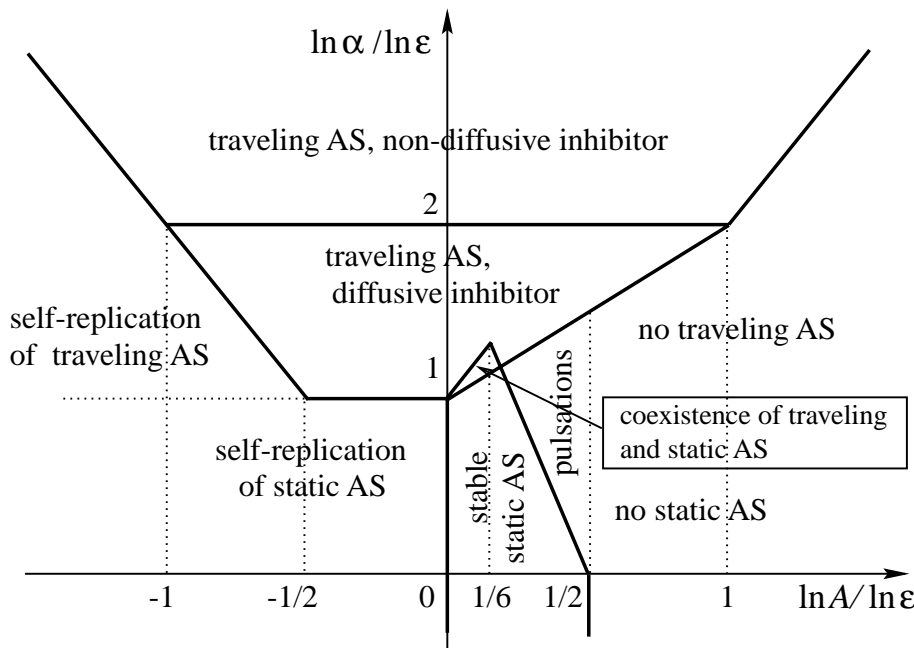 ln α / ln ε
traveling AS, non-diffusive inhibitor
2
traveling AS,
diffusive inhibitor
self-replication
of traveling AS
no traveling AS
1
pulsations
coexistence of traveling
and static AS
self-replication
of static AS
stable
static AS
no static AS
-1
-1/2
0
1/6
1/2
1
ln A / ln ε